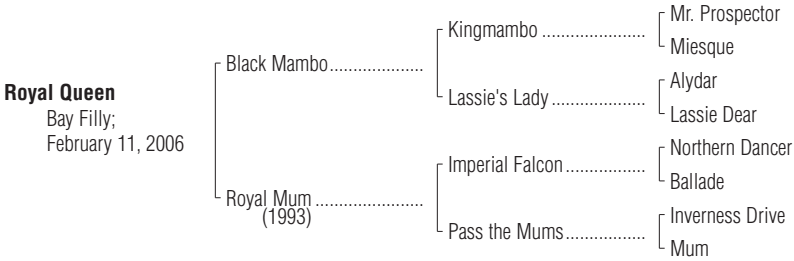 Mr. Prospector
Kingmambo ......................
Miesque
Black Mambo....................
Alydar
Lassie's Lady ....................
Lassie Dear
Royal Queen
Bay Filly;
February 11, 2006
Northern Dancer
Imperial Falcon.................
Ballade
Royal Mum .......................
(1993)
Inverness Drive
Pass the Mums.................
Mum